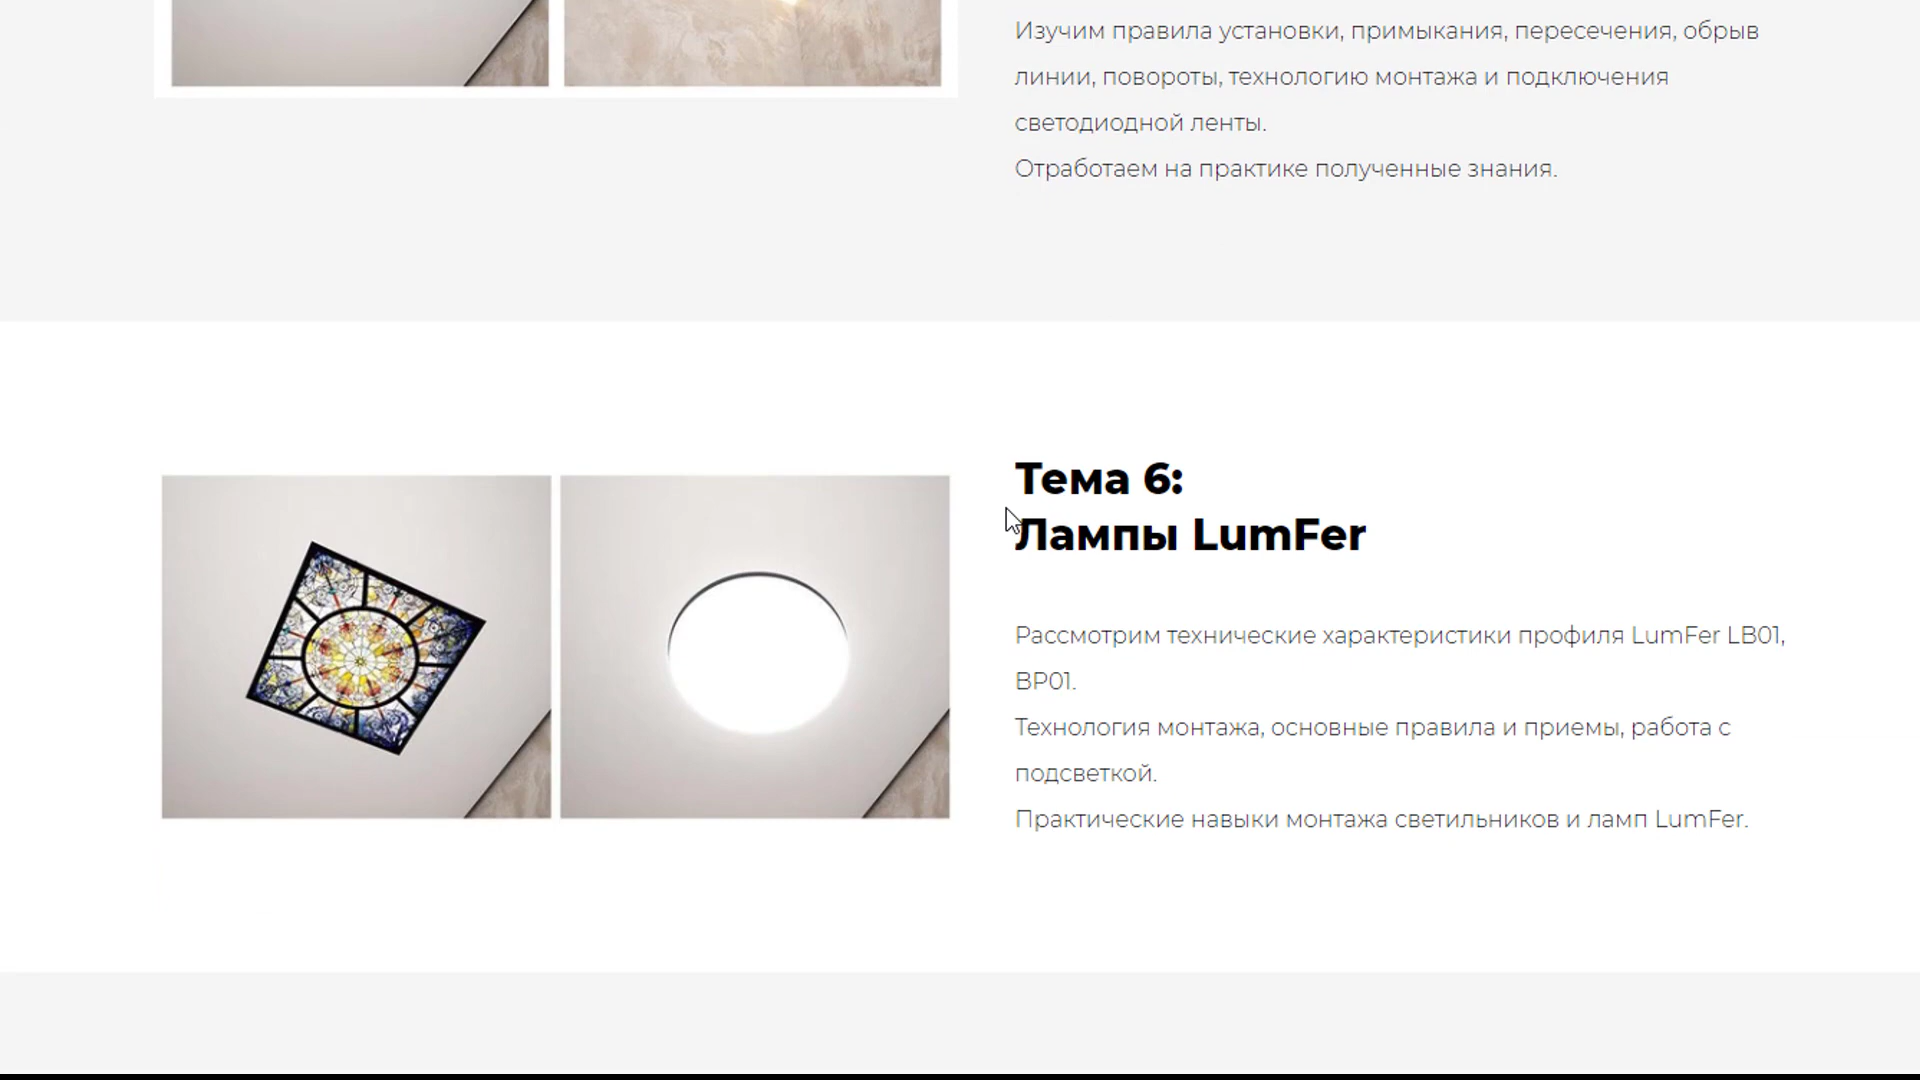 Изучим правила установки, примыкания, пересечения, обрыв
линии, повороты, технологию монтажа и подключения
светодиодной ленты.
Отработаем на практике полученные знания.
Тема 6:
Лампы LumFer
Рассмотрим технические характеристики профиля LumFer LB01,
BP01.
Технология монтажа, основные правила и приемы, работа с
подсветкой.
Практические навыки монтажа светильников и ламп LumFer.